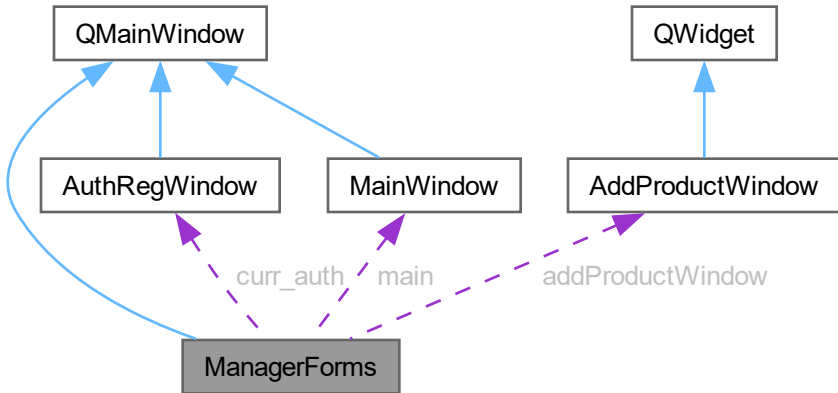 QMainWindow
QWidget
AuthRegWindow
MainWindow
AddProductWindow
curr_auth
main
addProductWindow
ManagerForms